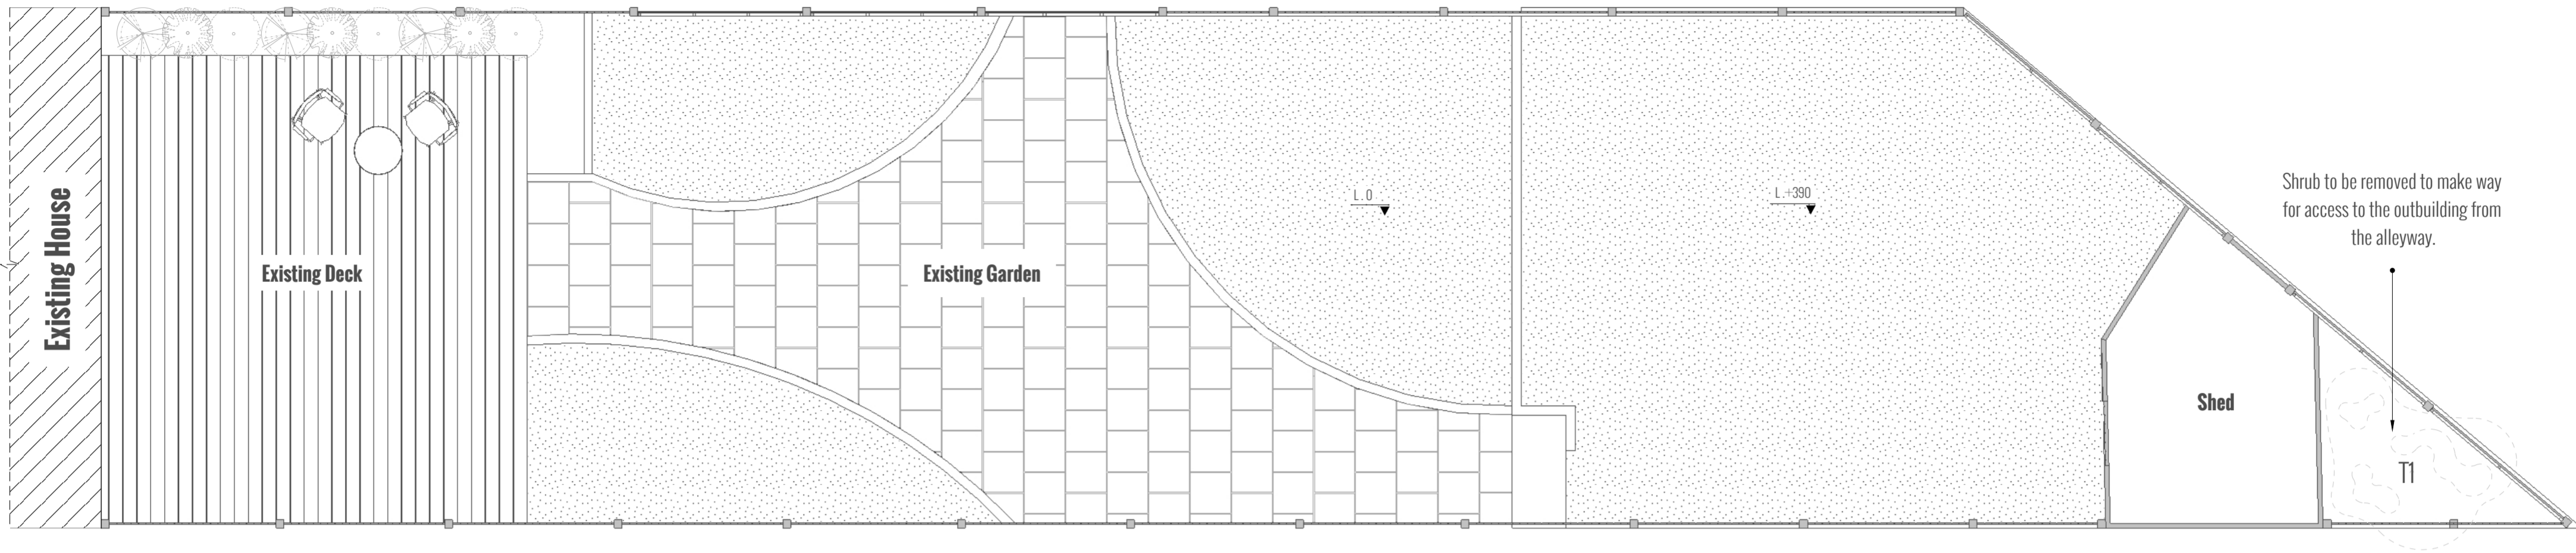 Existing House
Existing Deck
Existing Garden
L. 0
L. +390
Shed
Shrub to be removed to make way
for access to the outbuilding from
the alleyway.
T1